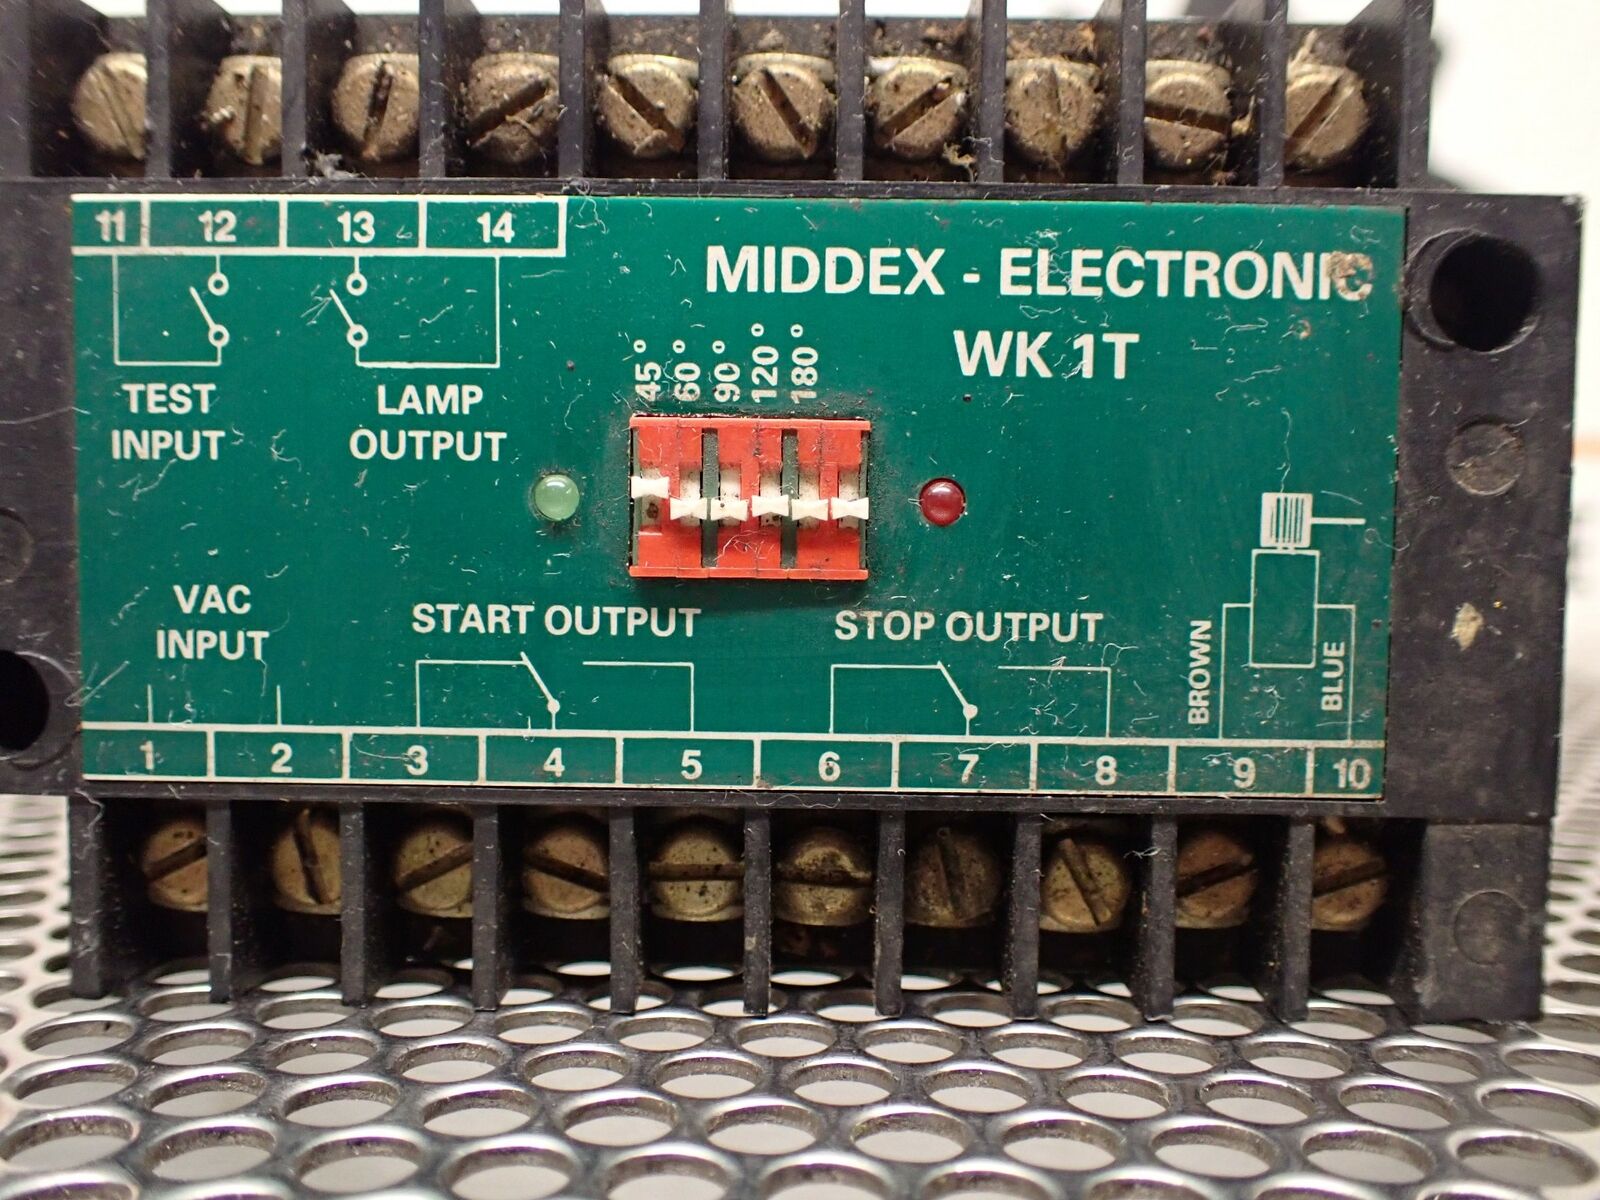 11 12 13 14
MIDDEX - ELECTRONIC
WK 1T
45° 60° 90° 120° 180°
TEST
INPUT
LAMP
OUTPUT
VAC
INPUT
START OUTPUT
STOP OUTPUT
BROWN
BLUE
1 2 3 4 5 6 7 8 9 10